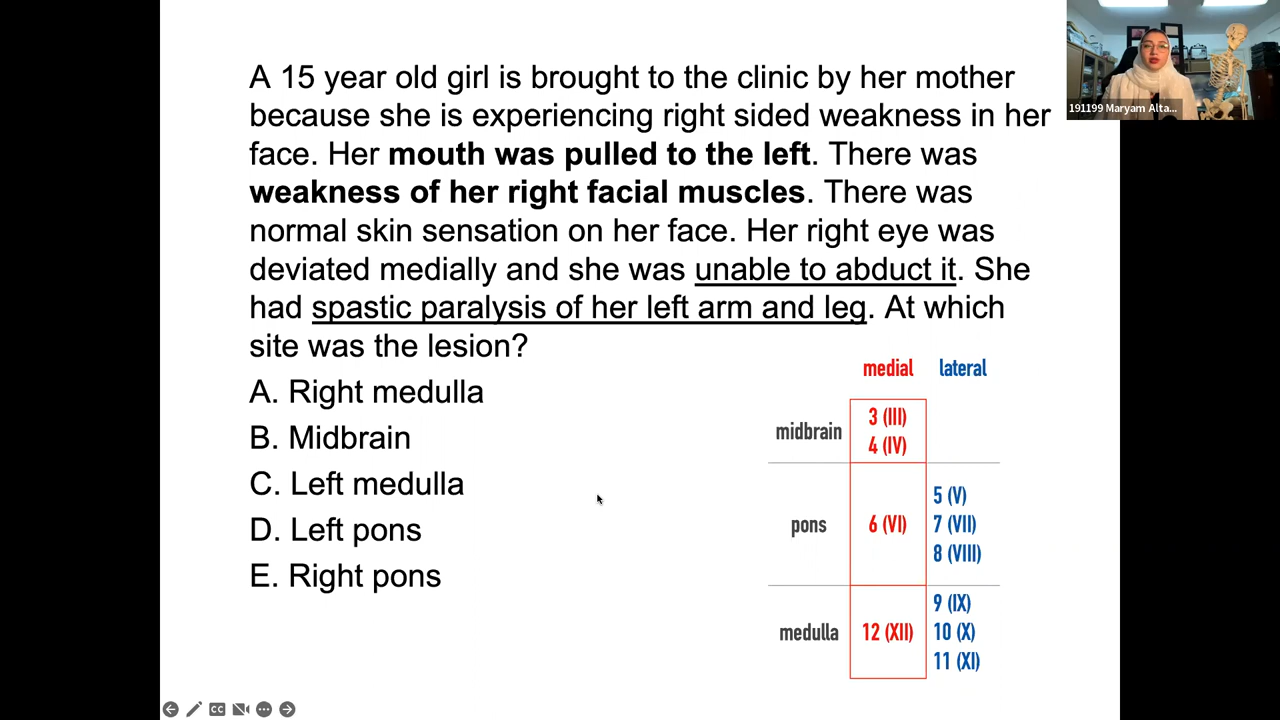 A 15 year old girl is brought to the clinic by her mother
because she is experiencing right sided weakness in her
face. Her mouth was pulled to the left. There was
weakness of her right facial muscles. There was
normal skin sensation on her face. Her right eye was
deviated medially and she was unable to abduct it. She
had spastic paralysis of her left arm and leg. At which
site was the lesion?
A. Right medulla
B. Midbrain
C. Left medulla
D. Left pons
E. Right pons
medial lateral
midbrain 3 (III)
4 (IV)
5 (V)
pons 6 (VI) 7 (VII)
8 (VIII)
9 (IX)
medulla 12 (XII) 10 (X)
11 (XI)
191199 Maryam Alta...
CC